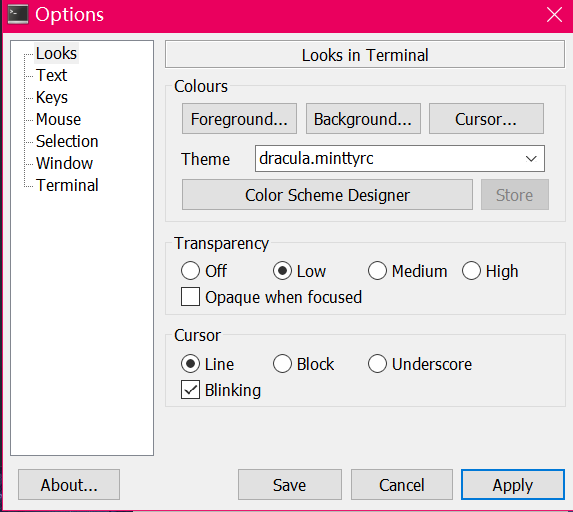 Options
Looks
Text
Keys
Mouse
Selection
Window
Terminal
Looks in Terminal
Colours
Foreground... Background... Cursor...
Theme dracula.minttyrc
Color Scheme Designer Store
Transparency
Off Low Medium High
Opaque when focused
Cursor
Line Block Underscore
Blinking
About... Save Cancel Apply